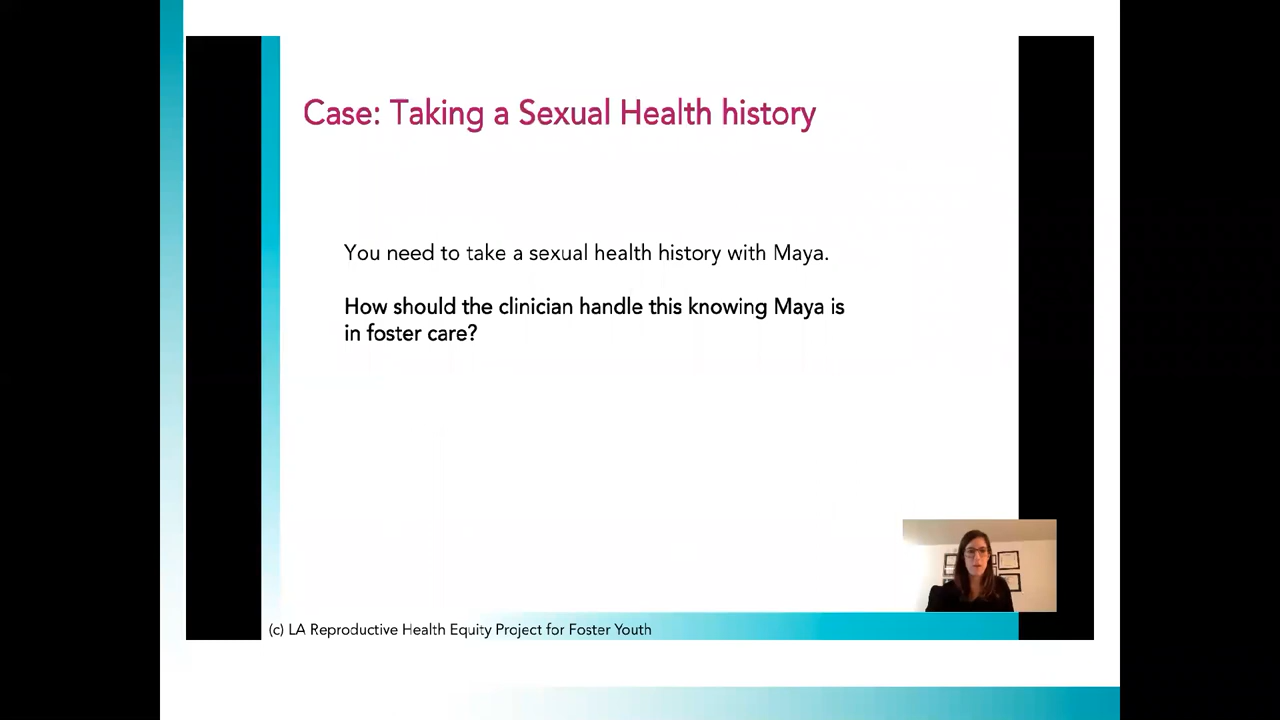 Case: Taking a Sexual Health history
You need to take a sexual health history with Maya.
How should the clinician handle this knowing Maya is
in foster care?
(c) LA Reproductive Health Equity Project for Foster Youth